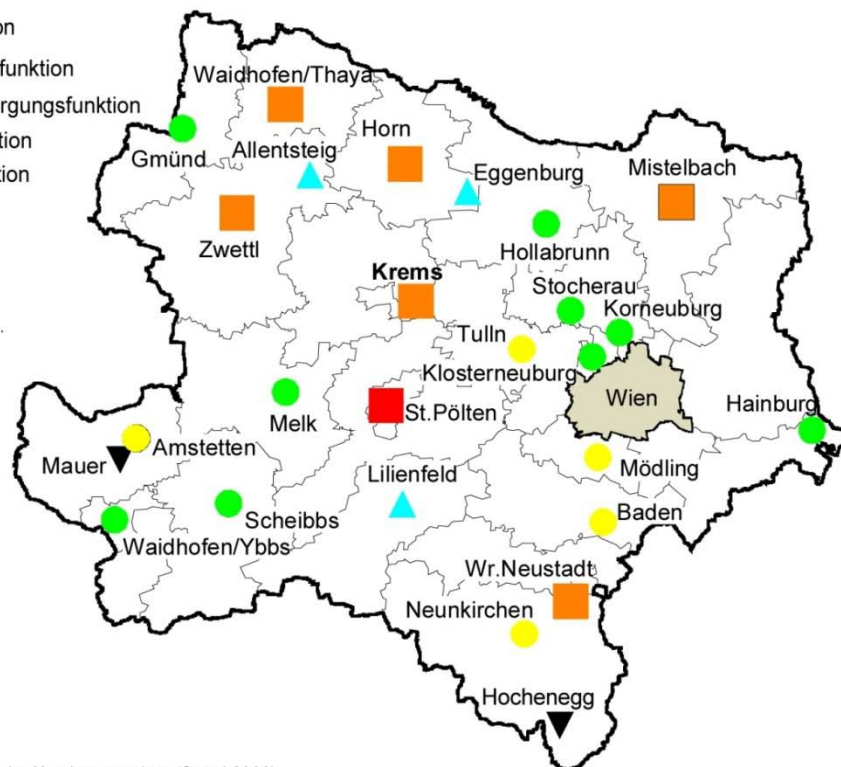 on
funktion
rgungsfunktion
tion
tion
Waidhofen/Thaya
Horn
Gmünd
Allentsteig
Eggenburg
Mistelbach
Zwettl
Hollabrunn
Krems
Stocherau
Korneuburg
Tulln
Klosterneuburg
Wien
Hainburg
Melk
St.Pölten
Amstetten
Mauer
Mödling
Lilienfeld
Scheibbs
Baden
Waidhofen/Ybbs
Wr.Neustadt
Neunkirchen
Hochenegg